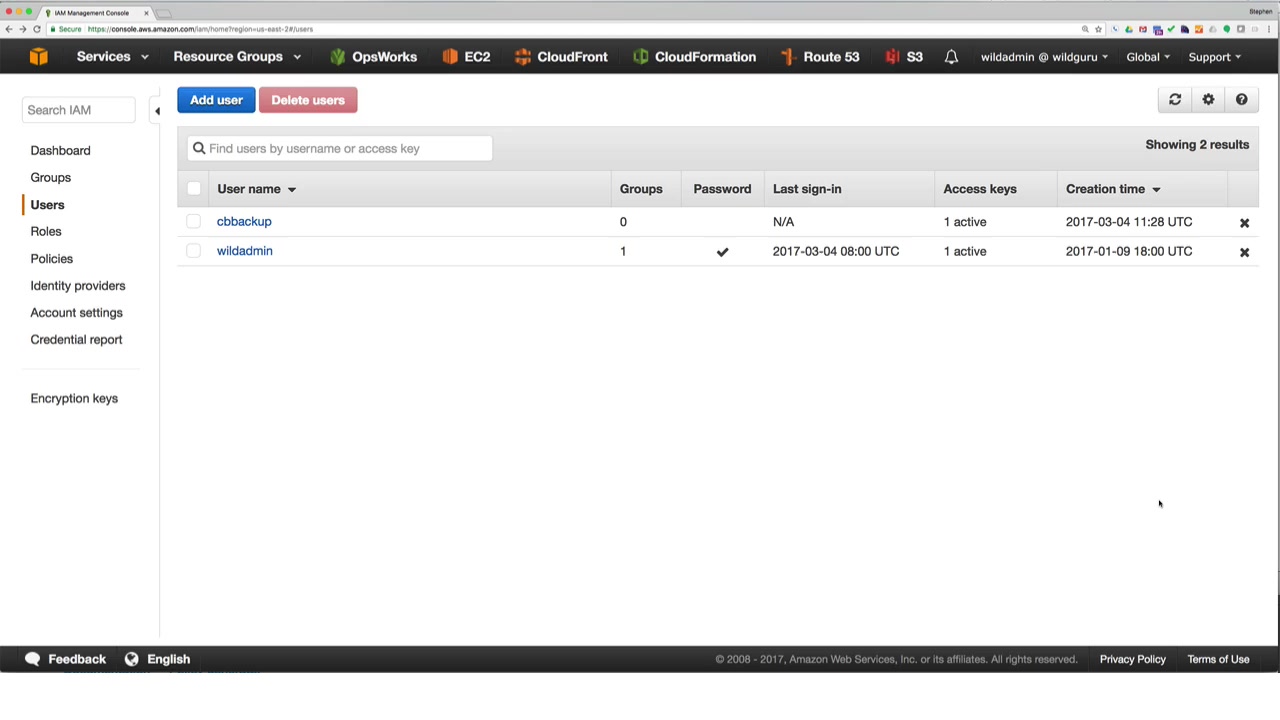 IAM Management Console
Stephen
Secure https://console.aws.amazon.com/iam/home?region=us-east-2#/users
Services Resource Groups OpsWorks EC2 CloudFront CloudFormation Route 53 S3 wildadmin @ wildguru Global Support
Search IAM
Add user Delete users
Find users by username or access key
Showing 2 results
Dashboard
Groups
Users
Roles
Policies
Identity providers
Account settings
Credential report
Encryption keys
User name Groups Password Last sign-in Access keys Creation time
cbbackup 0 N/A 1 active 2017-03-04 11:28 UTC
wildadmin 1 2017-03-04 08:00 UTC 1 active 2017-01-09 18:00 UTC
Feedback English © 2008 - 2017, Amazon Web Services, Inc. or its affiliates. All rights reserved. Privacy Policy Terms of Use